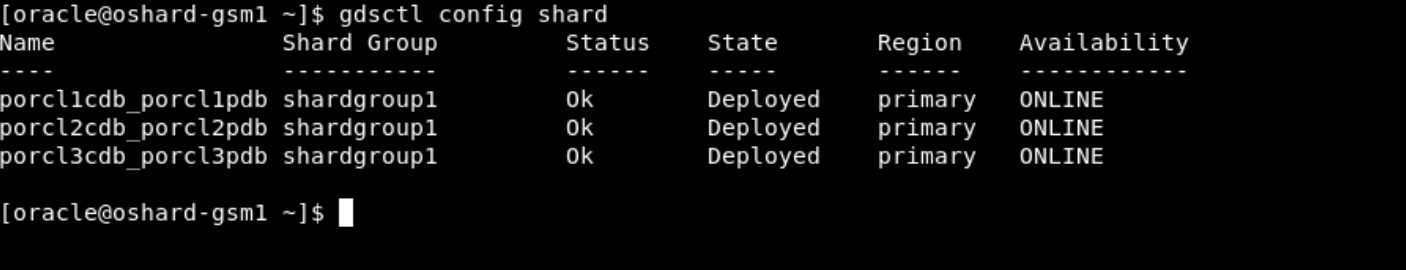 [oracle@oshard-gsm1 ~]$ gdsctl config shard
Name                Shard Group         Status    State       Region    Availability
----                -----------         ------    -----       ------    ------------
porcl1cdb_porcl1pdb shardgroup1         Ok        Deployed    primary   ONLINE
porcl2cdb_porcl2pdb shardgroup1         Ok        Deployed    primary   ONLINE
porcl3cdb_porcl3pdb shardgroup1         Ok        Deployed    primary   ONLINE
[oracle@oshard-gsm1 ~]$